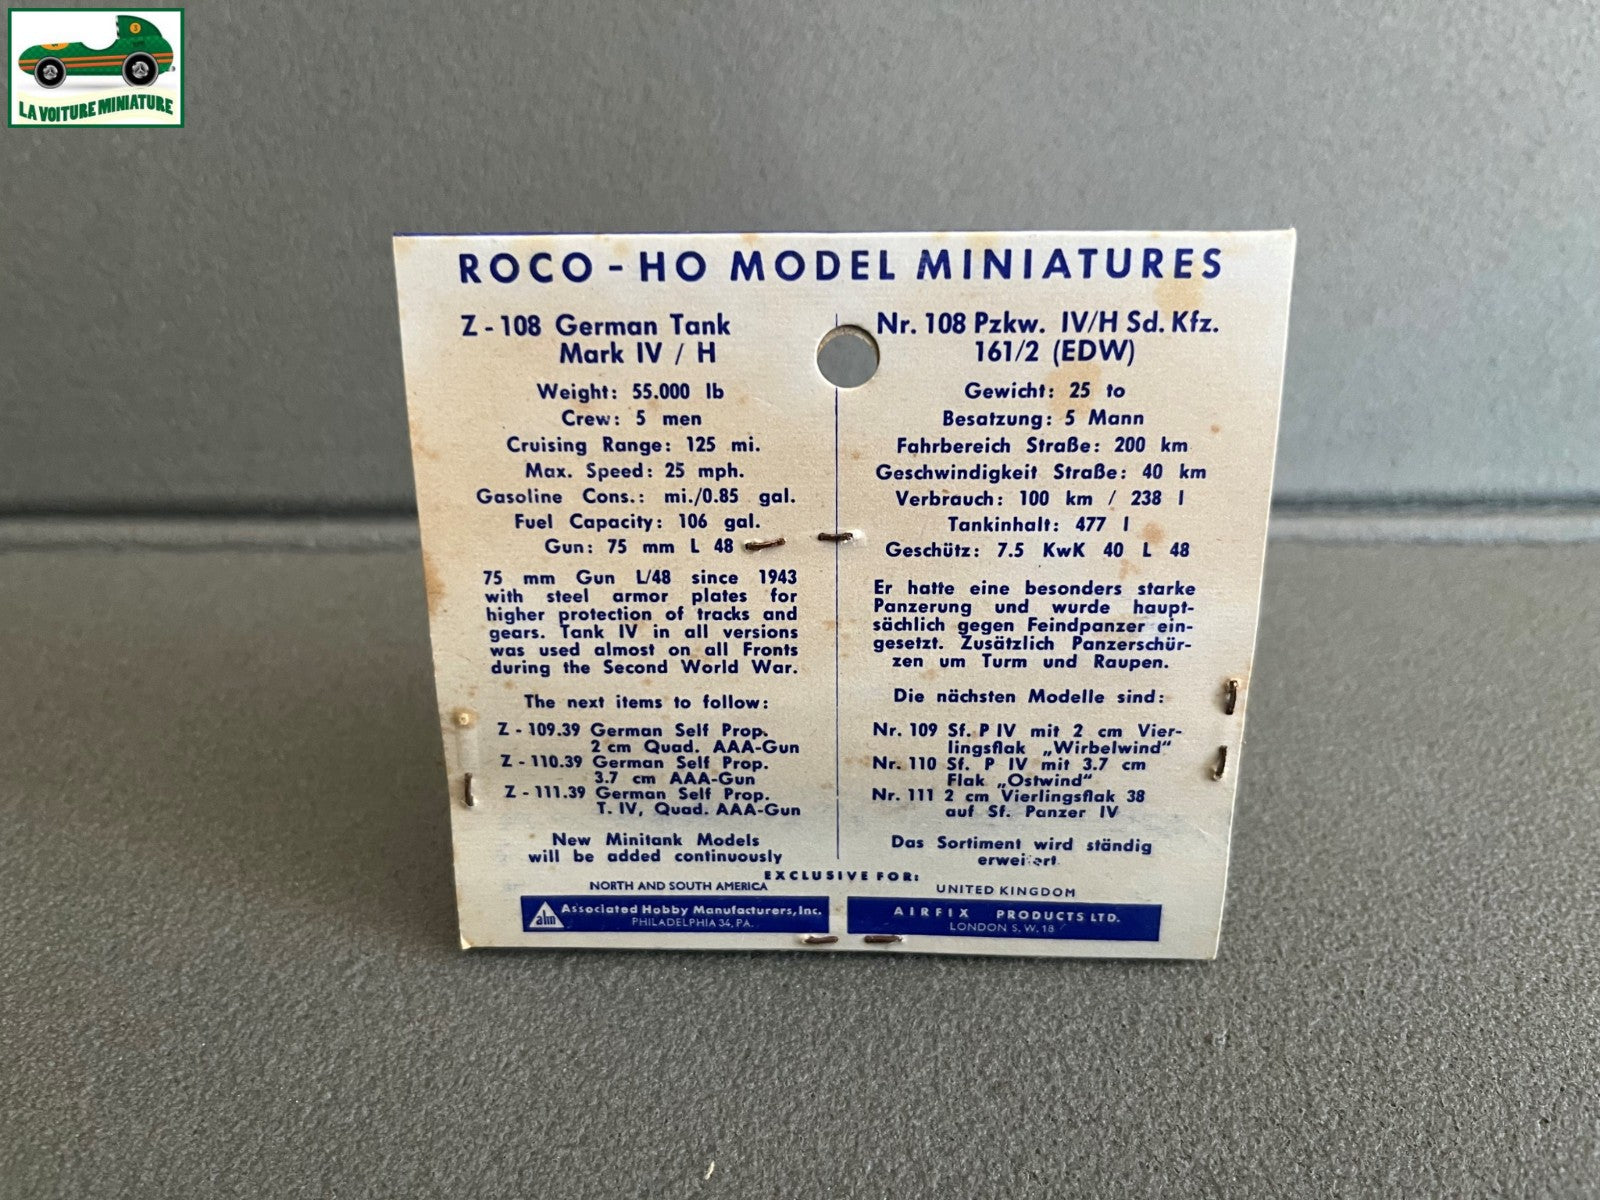 LA VOITURE MINIATURE
ROCO - HO MODEL MINIATURES
Z - 108 German Tank
Mark IV / H
Weight: 55.000 lb
Crew: 5 men
Cruising Range: 125 mi.
Max. Speed: 25 mph.
Gasoline Cons.: mi./0.85 gal.
Fuel Capacity: 106 gal.
Gun: 75 mm L 48
75 mm Gun L/48 since 1943
with steel armor plates for
higher protection of tracks and
gears. Tank IV in all versions
was used almost on all Fronts
during the Second World War.
The next items to follow:
Z - 109.39 German Self Prop.
2 cm Quad. AAA-Gun
Z - 110.39 German Self Prop.
3.7 cm AAA-Gun
Z - 111.39 German Self Prop.
T. IV, Quad. AAA-Gun
New Minitank Models
will be added continuously
Nr. 108 Pzkw. IV/H Sd. Kfz.
161/2 (EDW)
Gewicht: 25 to
Besatzung: 5 Mann
Fahrbereich Straße: 200 km
Geschwindigkeit Straße: 40 km
Verbrauch: 100 km / 238 l
Tankinhalt: 477 l
Geschütz: 7.5 KwK 40 L 48
Er hatte eine besonders starke
Panzerung und wurde haupt-
sächlich gegen Feindpanzer ein-
gesetzt. Zusätzlich Panzerschür-
zen um Turm und Raupen.
Die nächsten Modelle sind:
Nr. 109 Sf. P IV mit 2 cm Vier-
lingsflak „Wirbelwind“
Nr. 110 Sf. P IV mit 3.7 cm
Flak „Ostwind“
Nr. 111 2 cm Vierlingsflak 38
auf Sf. Panzer IV
Das Sortiment wird ständig
erweitert.
EXCLUSIVE FOR:
NORTH AND SOUTH AMERICA
ahm Associated Hobby Manufacturers, Inc.
PHILADELPHIA 34, PA.
UNITED KINGDOM
AIRFIX PRODUCTS LTD.
LONDON S. W. 18